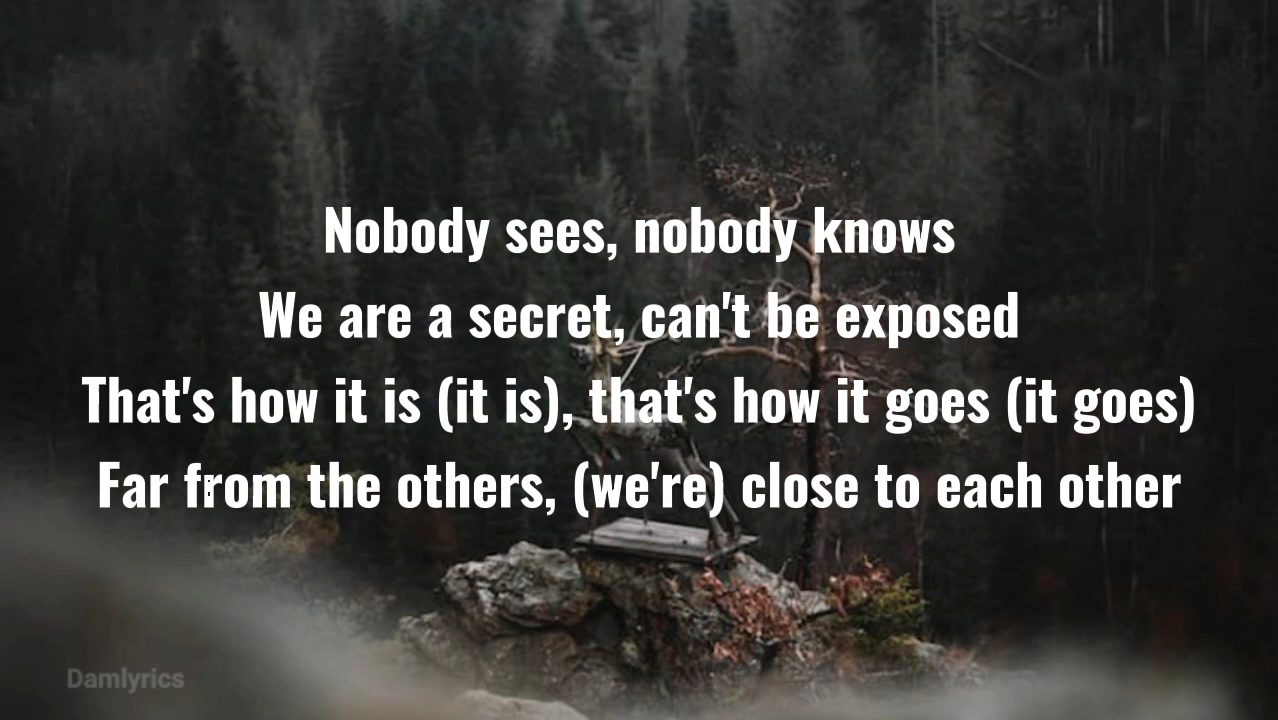 Nobody sees, nobody knows
We are a secret, can't be exposed
That's how it is (it is), that's how it goes (it goes)
Far from the others, (we're) close to each other
Damlyrics